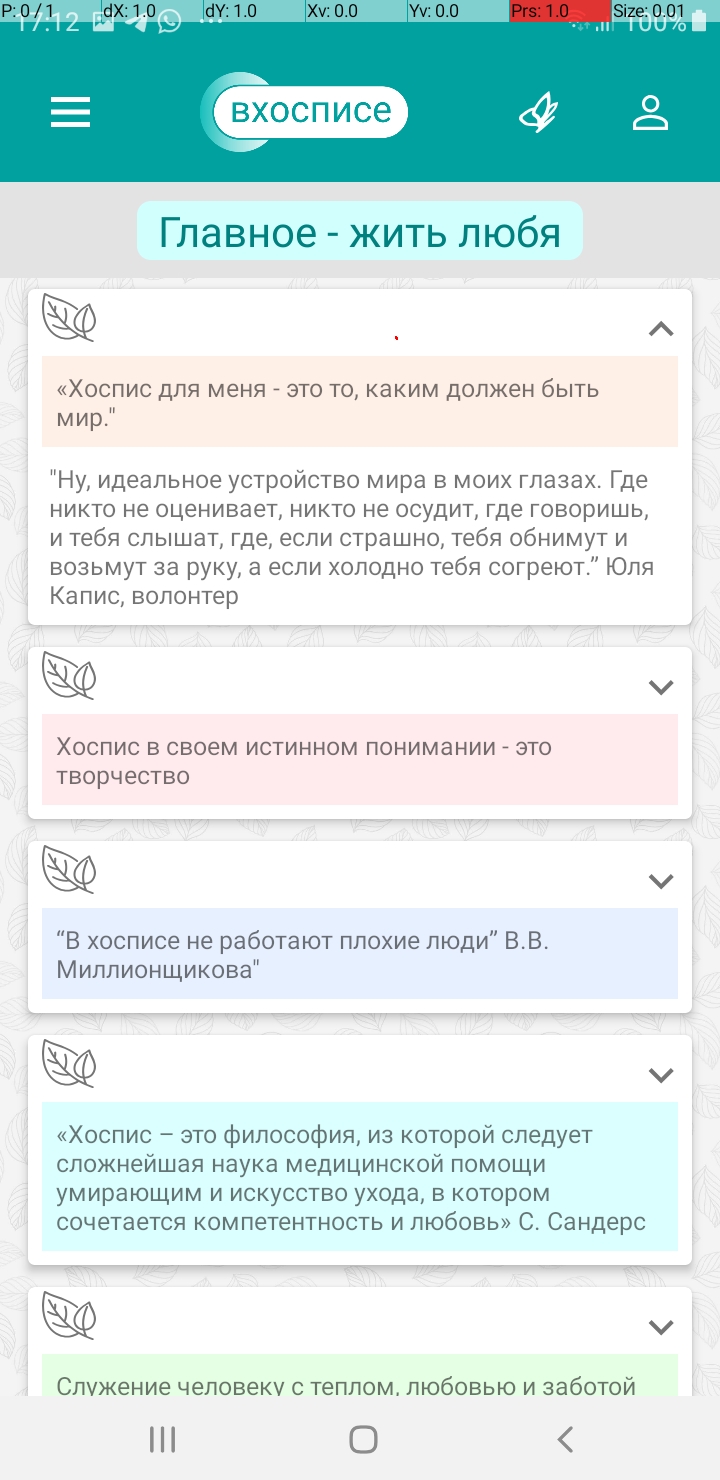 P: 0 / 1 dX: 1.0 dY: 1.0 Xv: 0.0 Yv: 0.0 Prs: 1.0 Size: 0.01
17:12 100%
вхосписе
Главное - жить любя
«Хоспис для меня - это то, каким должен быть
мир."
"Ну, идеальное устройство мира в моих глазах. Где
никто не оценивает, никто не осудит, где говоришь,
и тебя слышат, где, если страшно, тебя обнимут и
возьмут за руку, а если холодно тебя согреют.” Юля
Капис, волонтер
Хоспис в своем истинном понимании - это
творчество
“В хосписе не работают плохие люди” В.В.
Миллионщикова"
«Хоспис – это философия, из которой следует
сложнейшая наука медицинской помощи
умирающим и искусство ухода, в котором
сочетается компетентность и любовь» С. Сандерс
Служение человеку с теплом, любовью и заботой